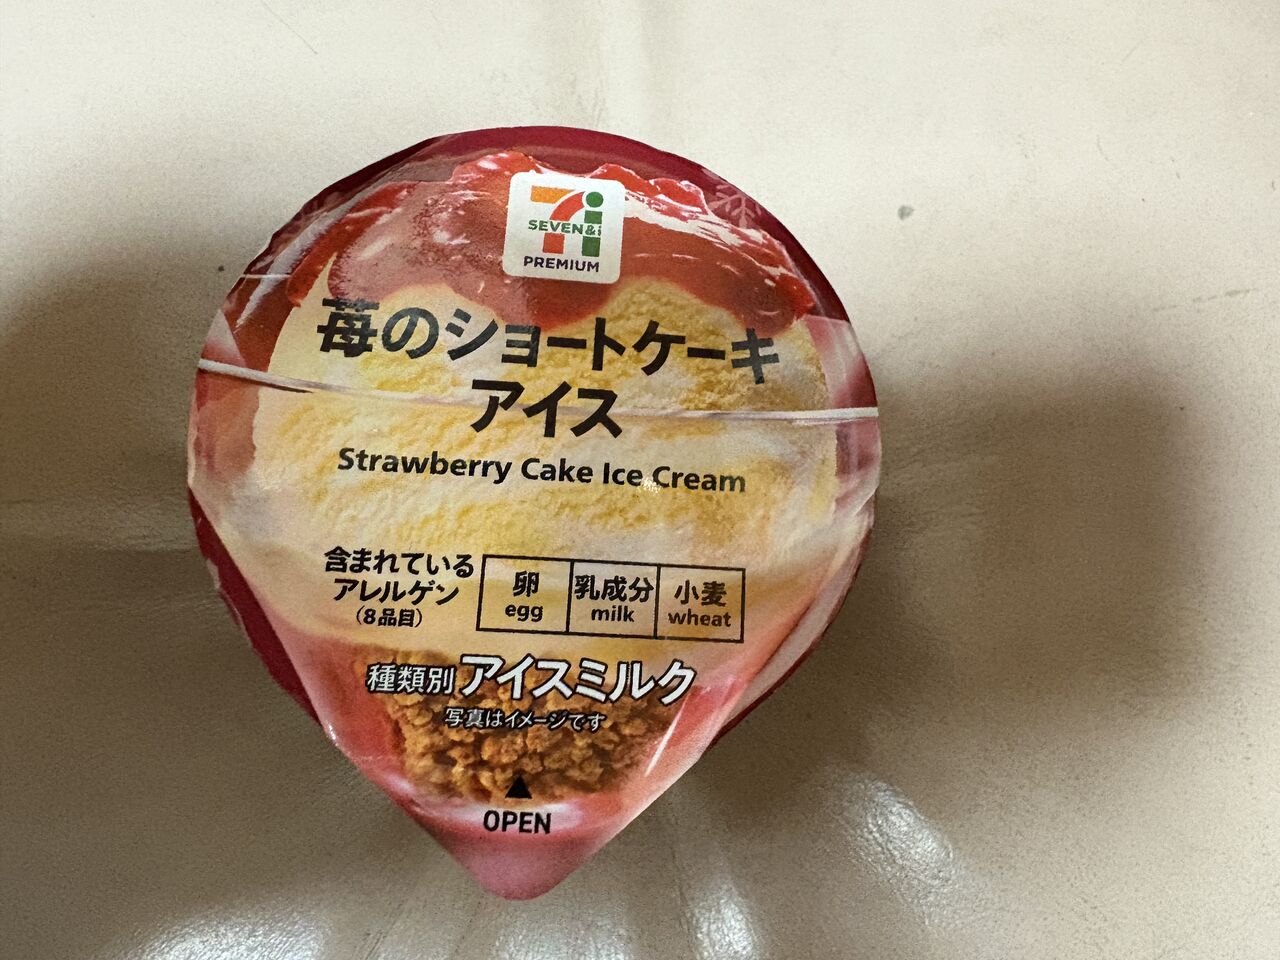 SEVEN&i
PREMIUM
苺のショートケーキ
アイス
Strawberry Cake Ice Cream
含まれている
アレルゲン
(8品目)
卵
egg
乳成分
milk
小麦
wheat
種類別 アイスミルク
写真はイメージです
▲
OPEN